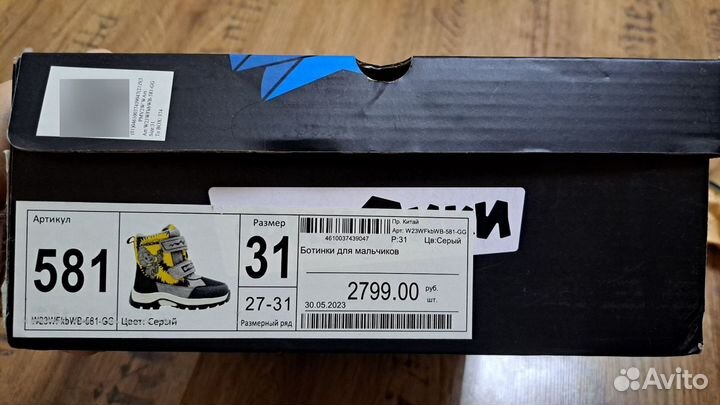 Артикул
581
W23WFkbWB-581-GG Цвет: Серый
Размер
31
27-31
Размерный ряд
4610037439047
Пр. Китай
Арт: W23WFkbWB-581-GG
Р:31 Цв:Серый
Ботинки для мальчиков
2799.00 руб.
шт.
30.05.2023
Avito